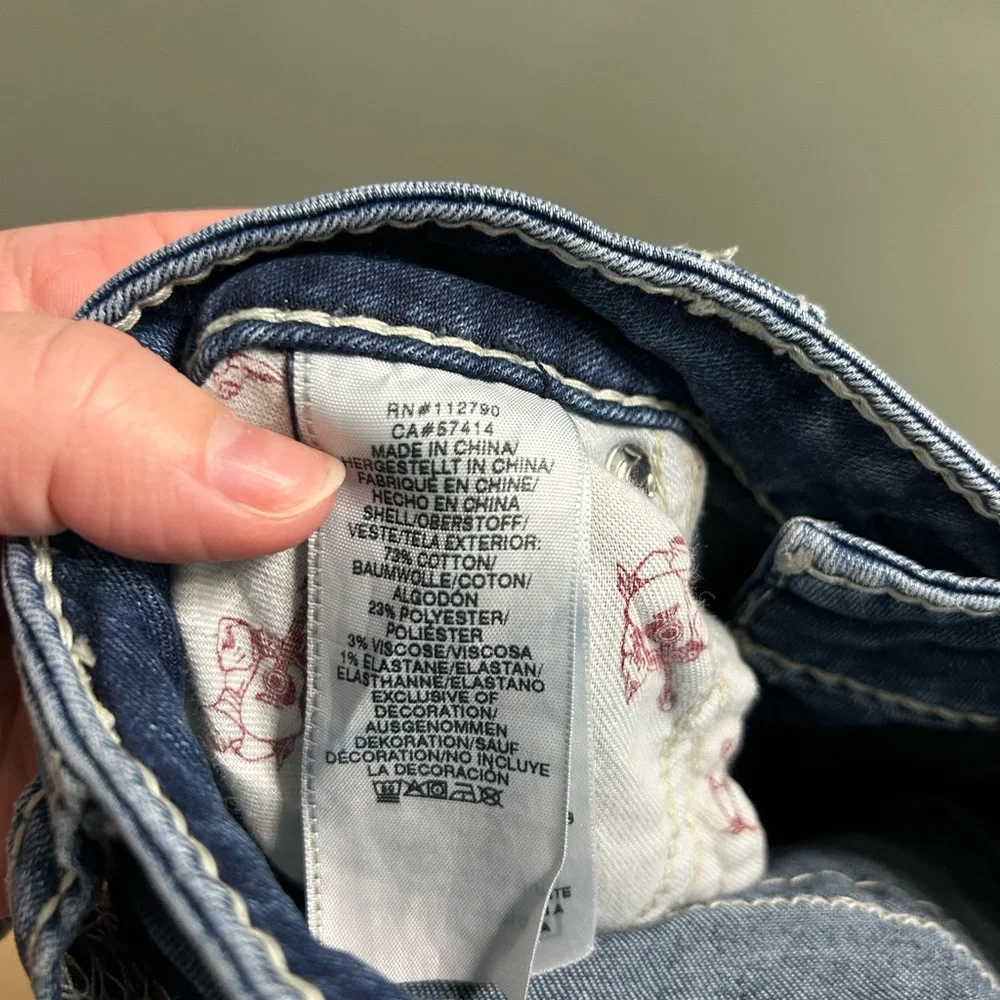 RN#112790
CA#57414
MADE IN CHINA/
HERGESTELLT IN CHINA/
FABRIQUÉ EN CHINE/
HECHO EN CHINA
SHELL/OBERSTOFF/
VESTE/TELA EXTERIOR:
73% COTTON/
BAUMWOLLE/COTON/
ALGODÓN
23% POLYESTER/
POLIÉSTER
3% VISCOSE/VISCOSA
1% ELASTANE/ELASTAN/
ELASTHANNE/ELASTANO
EXCLUSIVE OF
DECORATION/
AUSGENOMMEN
DEKORATION/SAUF
DÉCORATION/NO INCLUYE
LA DECORACIÓN